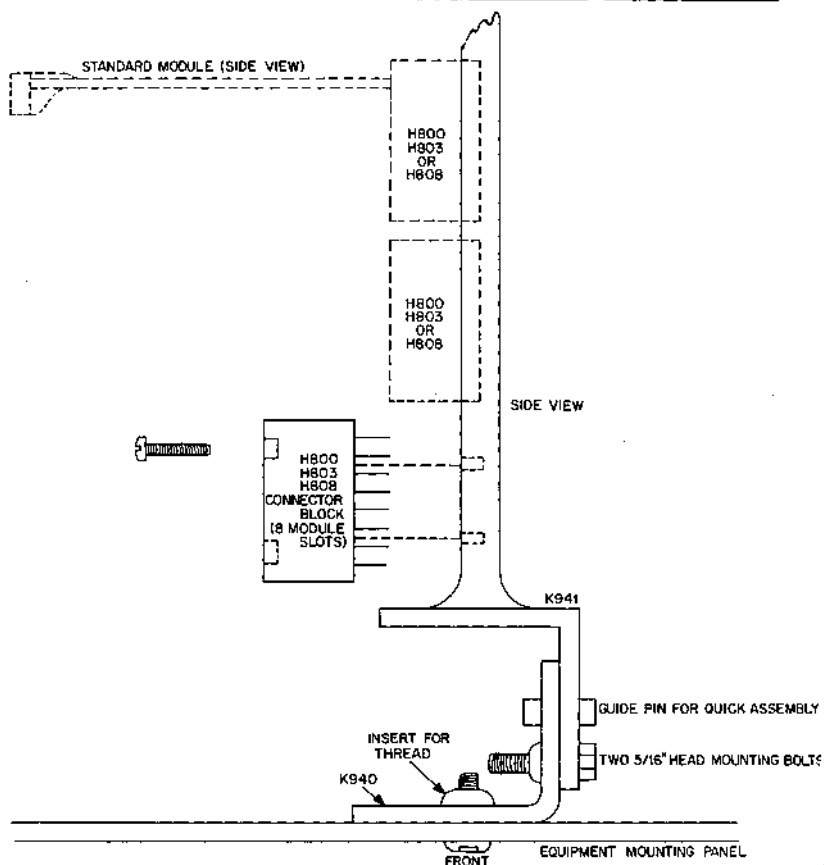 STANDARD MODULE (SIDE VIEW)
H800
H803
OR
H808
H800
H803
OR
H808
SIDE VIEW
H800
H803
H808
CONNECTOR
BLOCK
(8 MODULE
SLOTS)
K941
GUIDE PIN FOR QUICK ASSEMBLY
INSERT FOR
THREAD
TWO 5/16" HEAD MOUNTING BOLTS
K940
EQUIPMENT MOUNTING PANEL
FRONT